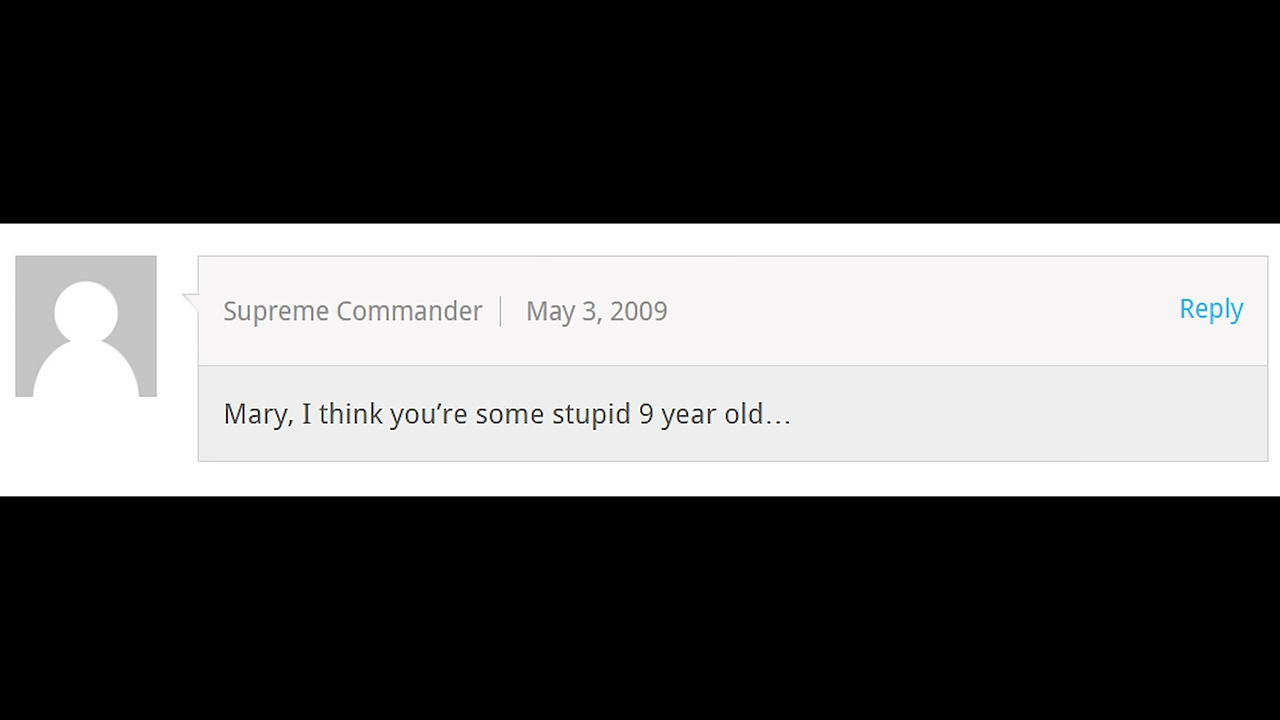 Supreme Commander | May 3, 2009 Reply
Mary, I think you’re some stupid 9 year old…